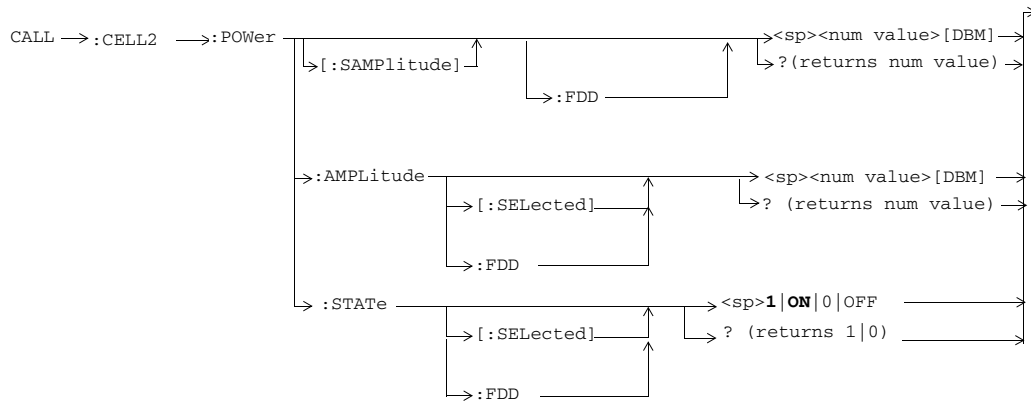 CALL :CELL2 :POWer <sp><num value>[DBM]
[:SAMPlitude] ?(returns num value)
:FDD
:AMPLitude <sp><num value>[DBM]
[:SELected] ? (returns num value)
:FDD
:STATe <sp>1|ON|0|OFF
[:SELected] ? (returns 1|0)
:FDD